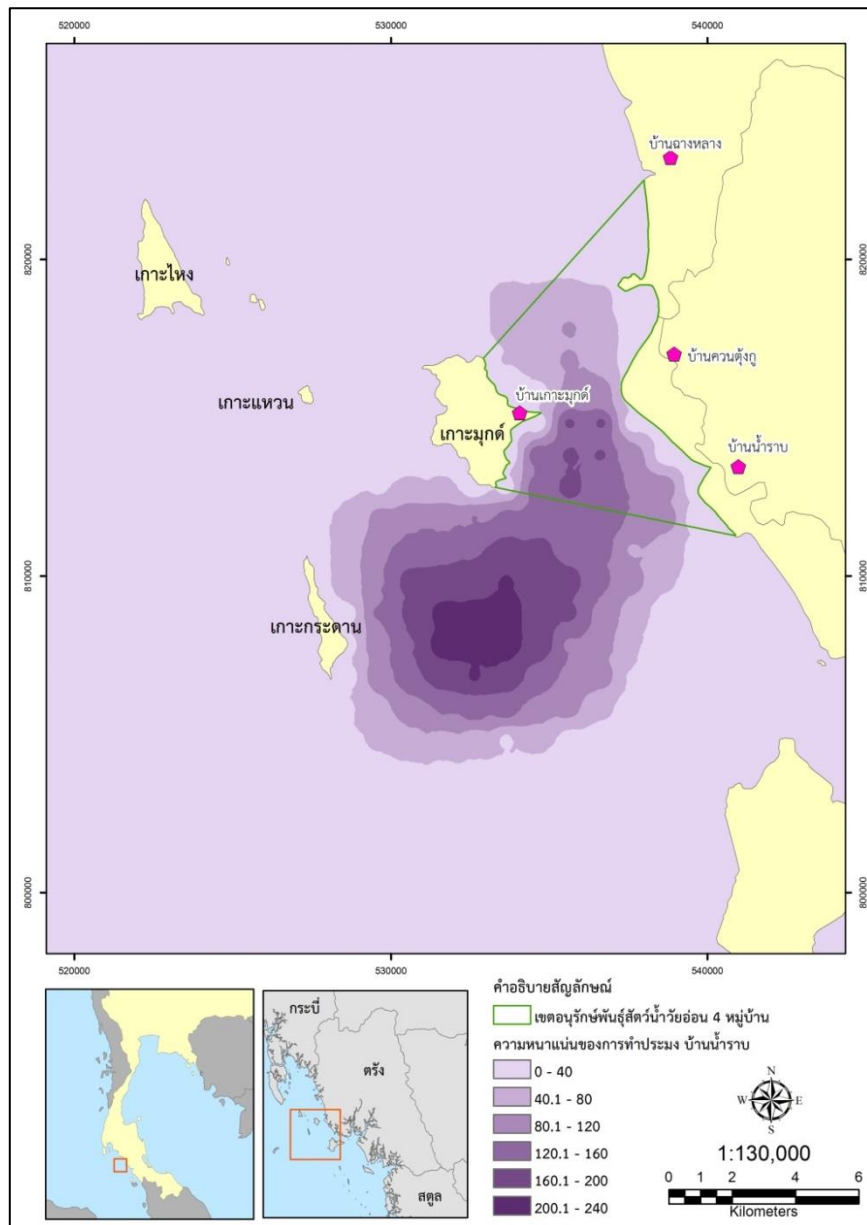 520000 530000 540000
820000 820000
810000 810000
800000 800000
บ้านฉางหลาง
เกาะไหง
บ้านควนตุ้งกู
เกาะแหวน
บ้านเกาะมุกด์
เกาะมุกด์
บ้านน้ำราบ
เกาะกระดาน
520000 530000 540000
กระบี่
ตรัง
สตูล
คำอธิบายสัญลักษณ์
เขตอนุรักษ์พันธุ์สัตว์น้ำวัยอ่อน 4 หมู่บ้าน
ความหนาแน่นของการทำประมง บ้านน้ำราบ
0 - 40
40.1 - 80
80.1 - 120
120.1 - 160
160.1 - 200
200.1 - 240
N
W E
S
1:130,000
0 1 2 4 6
Kilometers